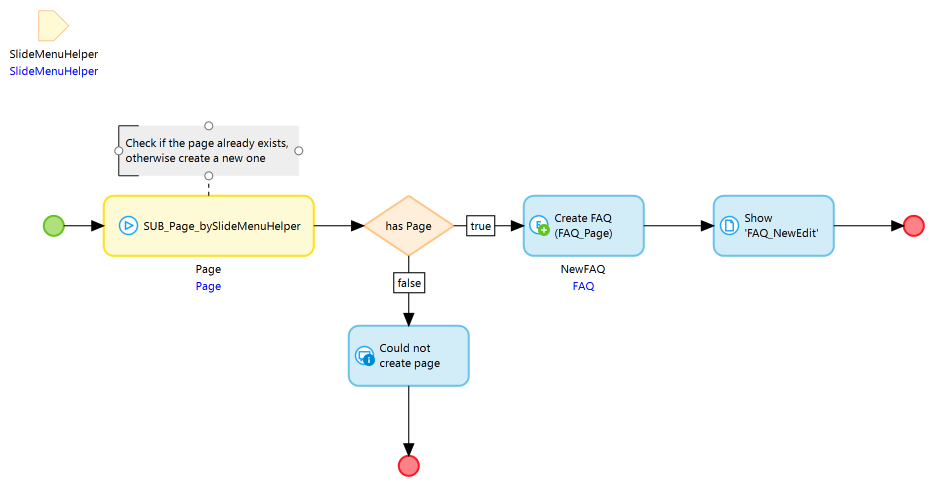 SlideMenuHelper
SlideMenuHelper
Check if the page already exists,
otherwise create a new one
SUB_Page_bySlideMenuHelper
Page
Page
has Page
true
false
Create FAQ
(FAQ_Page)
NewFAQ
FAQ
Show
'FAQ_NewEdit'
Could not
create page